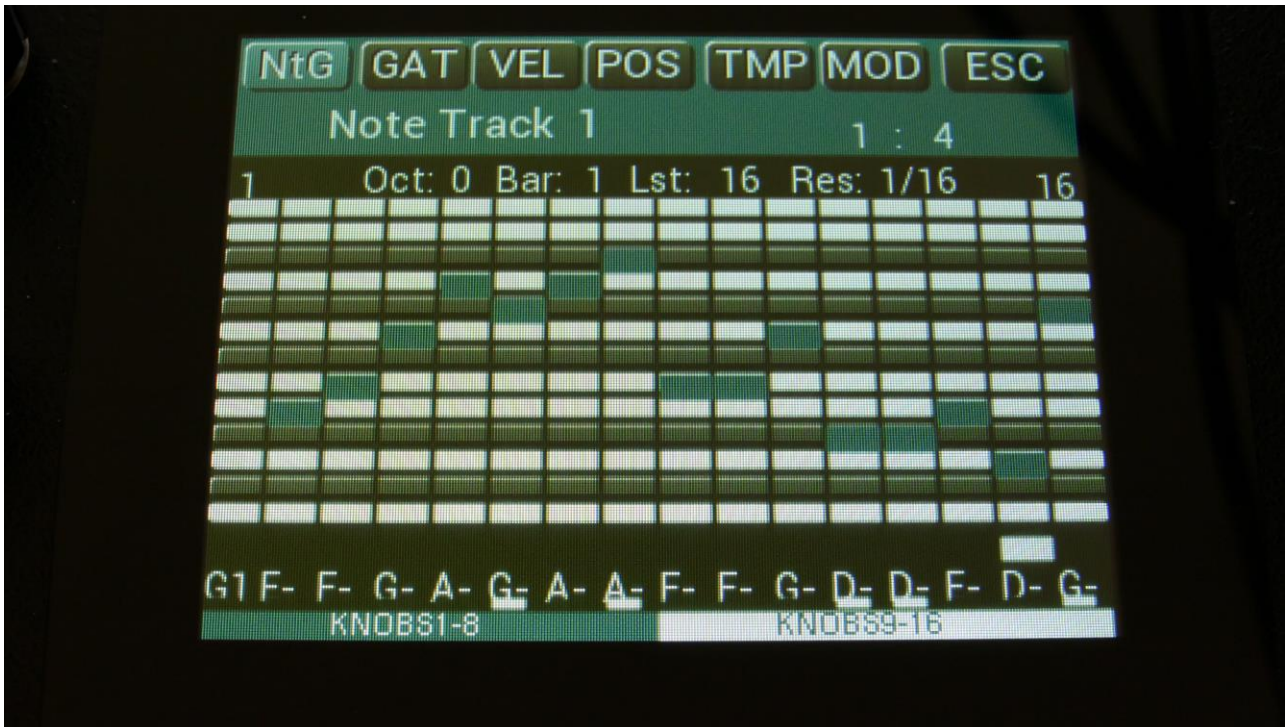 NtG GAT VEL POS TMP MOD ESC
Note Track 1 1 : 4
1 Oct: 0 Bar: 1 Lst: 16 Res: 1/16 16
G1 F- F- G- A- G- A- A- F- F- G- D- D- F- D- G-
KNOBS1-8 KNOBS9-16